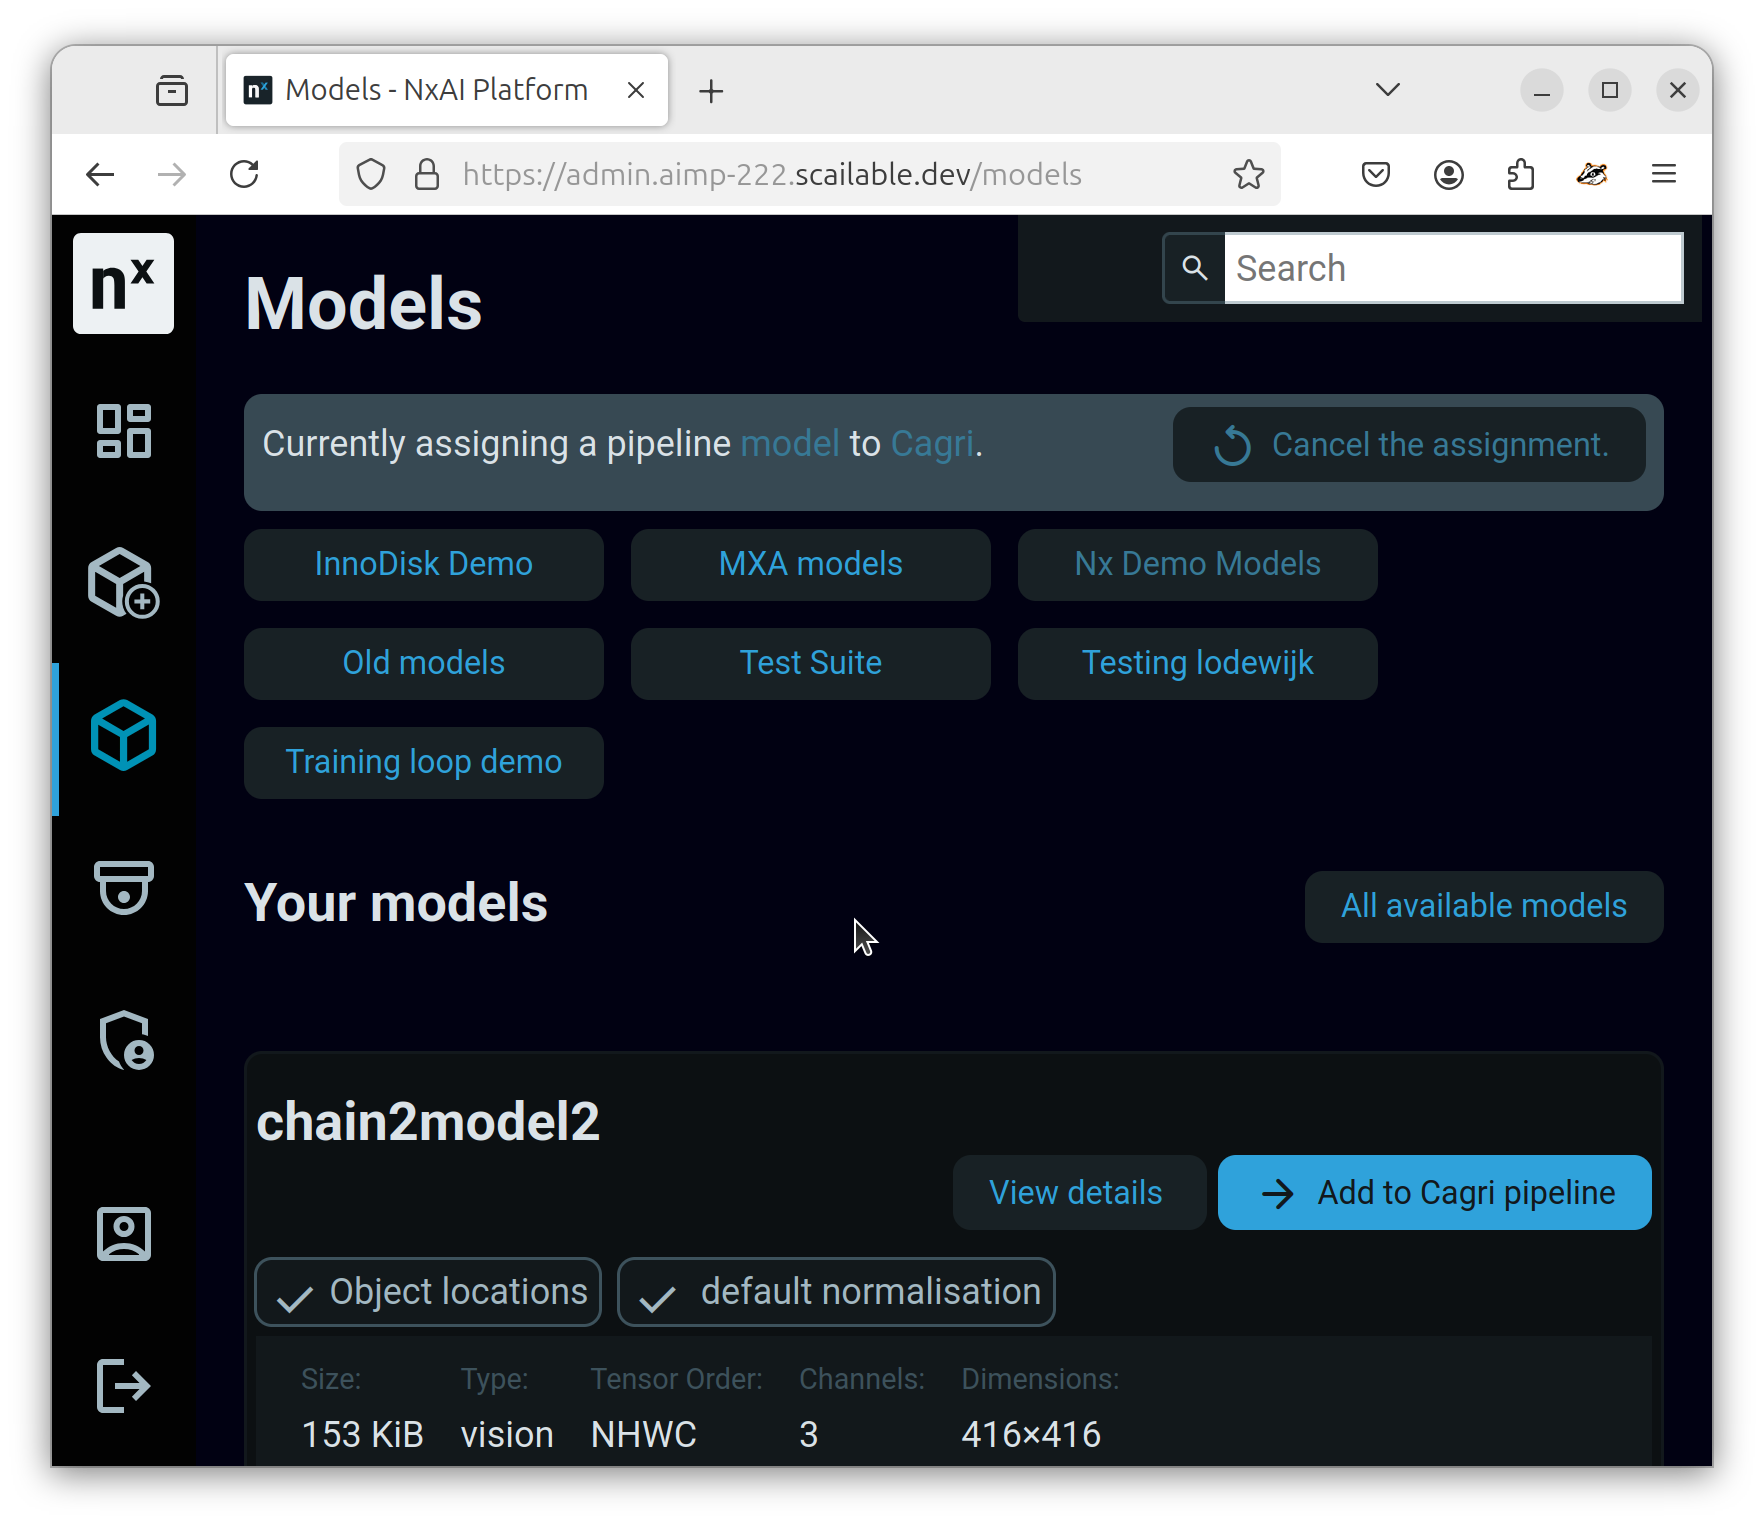 Models - NxAI Platform
https://admin.aimp-222.scailable.dev/models
nx
Search
Models
Currently assigning a pipeline model to Cagri.
Cancel the assignment.
InnoDisk Demo
MXA models
Nx Demo Models
Old models
Test Suite
Testing lodewijk
Training loop demo
Your models
All available models
chain2model2
View details
Add to Cagri pipeline
Object locations
default normalisation
Size: Type: Tensor Order: Channels: Dimensions:
153 KiB vision NHWC 3 416×416